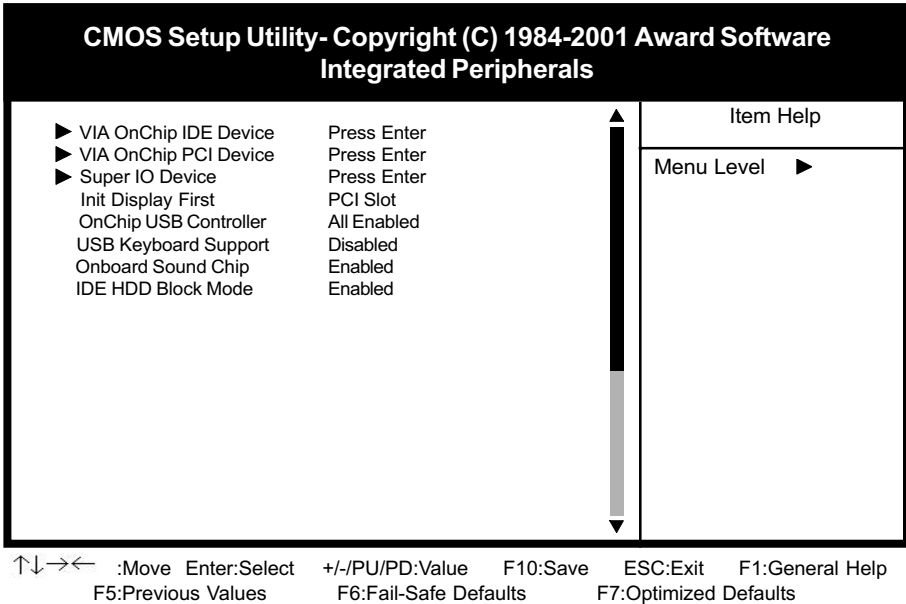 CMOS Setup Utility- Copyright (C) 1984-2001 Award Software
Integrated Peripherals
▶ VIA OnChip IDE Device Press Enter
▶ VIA OnChip PCI Device Press Enter
▶ Super IO Device Press Enter
Init Display First PCI Slot
OnChip USB Controller All Enabled
USB Keyboard Support Disabled
Onboard Sound Chip Enabled
IDE HDD Block Mode Enabled
Item Help
Menu Level ▶
↑↓→← :Move Enter:Select +/-/PU/PD:Value F10:Save ESC:Exit F1:General Help
F5:Previous Values F6:Fail-Safe Defaults F7:Optimized Defaults